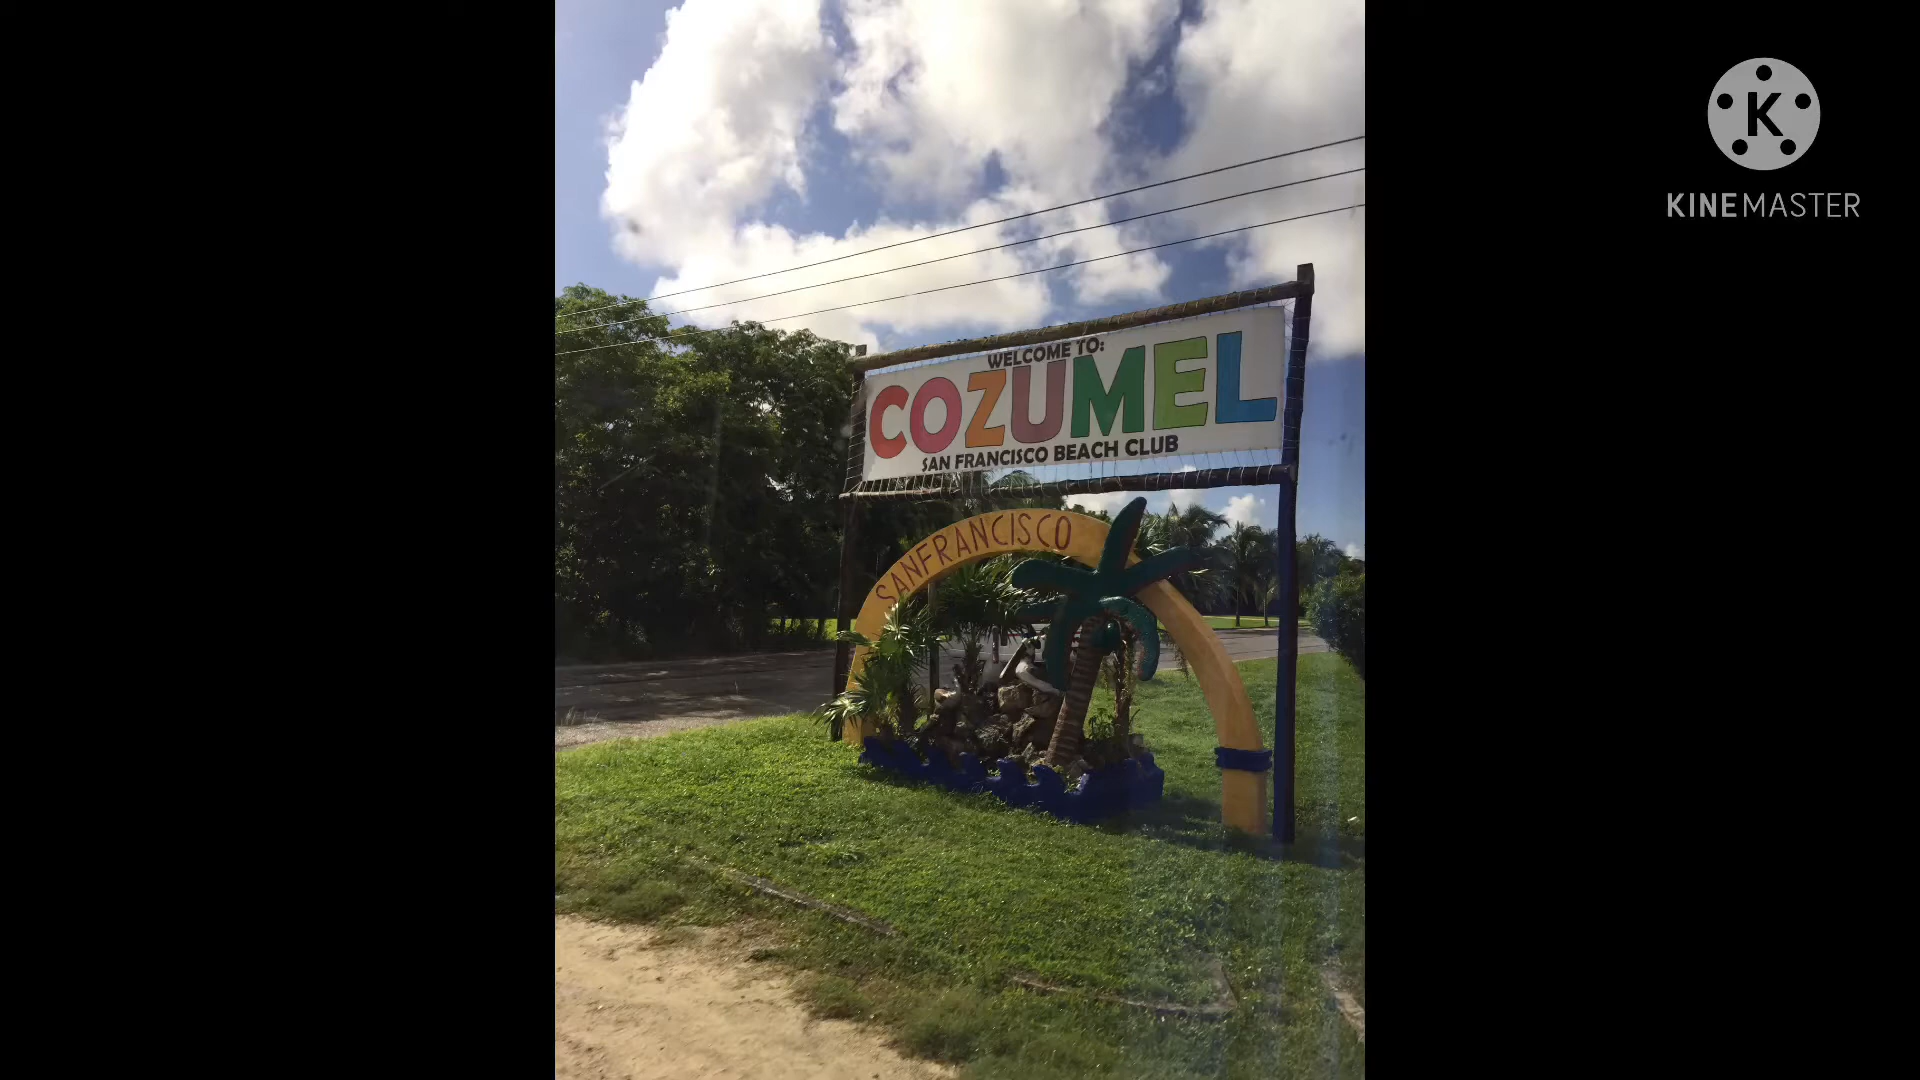 WELCOME TO:
COZUMEL
SAN FRANCISCO BEACH CLUB
SANFRANCISCO
K
KINEMASTER